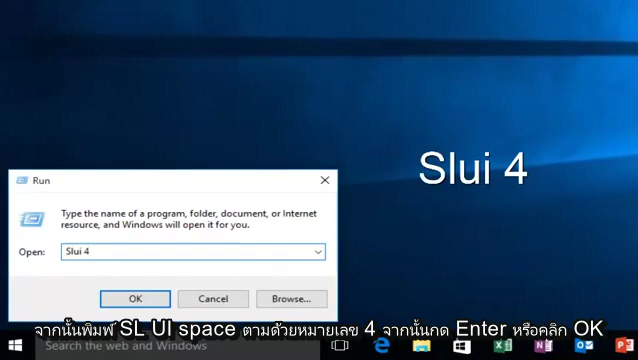 Slui 4
Run
Type the name of a program, folder, document, or Internet
resource, and Windows will open it for you.
Open:
Slui 4
OK
Cancel
Browse...
จากนั้นพิมพ์ SL UI space ตามด้วยหมายเลข 4 จากนั้นกด Enter หรือคลิก OK
Search the web and Windows